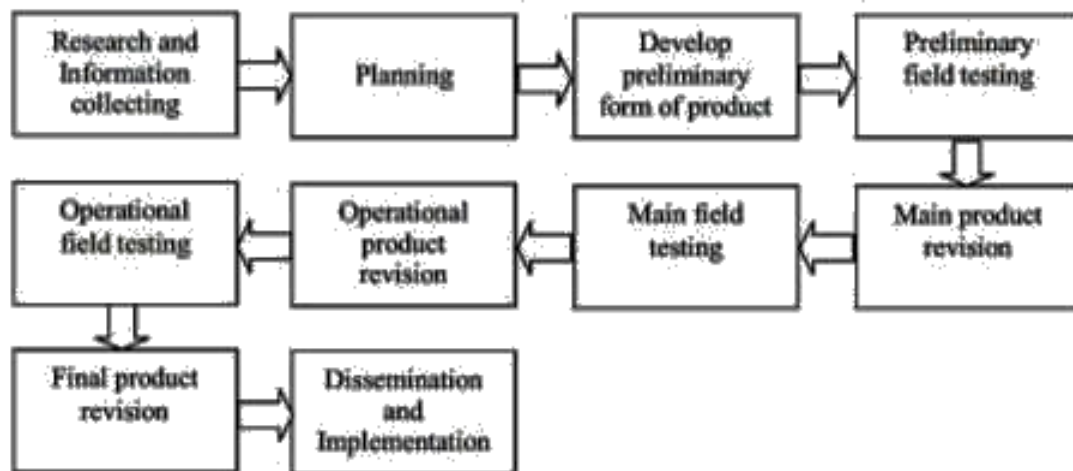 Research and
Information
collecting
Planning
Develop
preliminary
form of product
Preliminary
field testing
Main product
revision
Main field
testing
Operational
product
revision
Operational
field testing
Final product
revision
Dissemination
and
Implementation